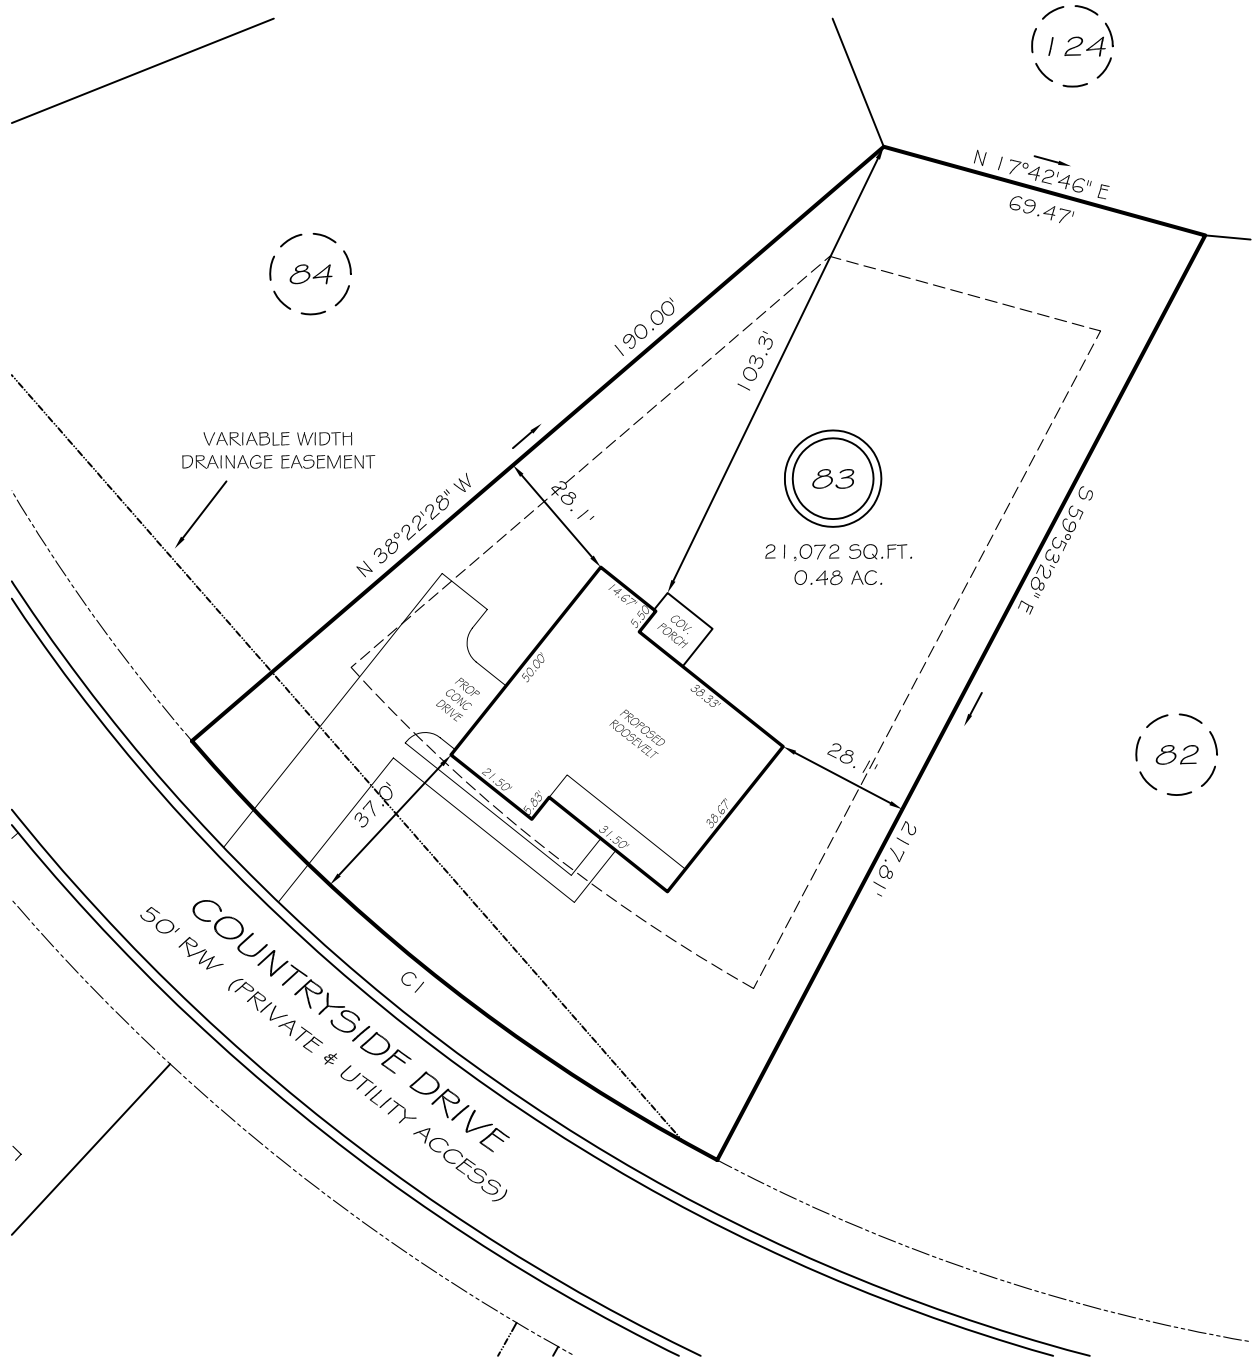 124
N 17°42'46" E
69.47'
84
190.00'
103.3'
VARIABLE WIDTH
DRAINAGE EASEMENT
N 38°22'28" W
28.1'
83
21,072 SQ.FT.
0.48 AC.
S 59°53'28" E
14.67'
5.50'
COV.
PORCH
50.00'
38.33'
PROP
CONC
DRIVE
PROPOSED
ROOSEVELT
28.1'
82
21.50'
5.83'
31.50'
38.67'
37.0'
217.81'
C1
COUNTRYSIDE DRIVE
50' R/W (PRIVATE & UTILITY ACCESS)